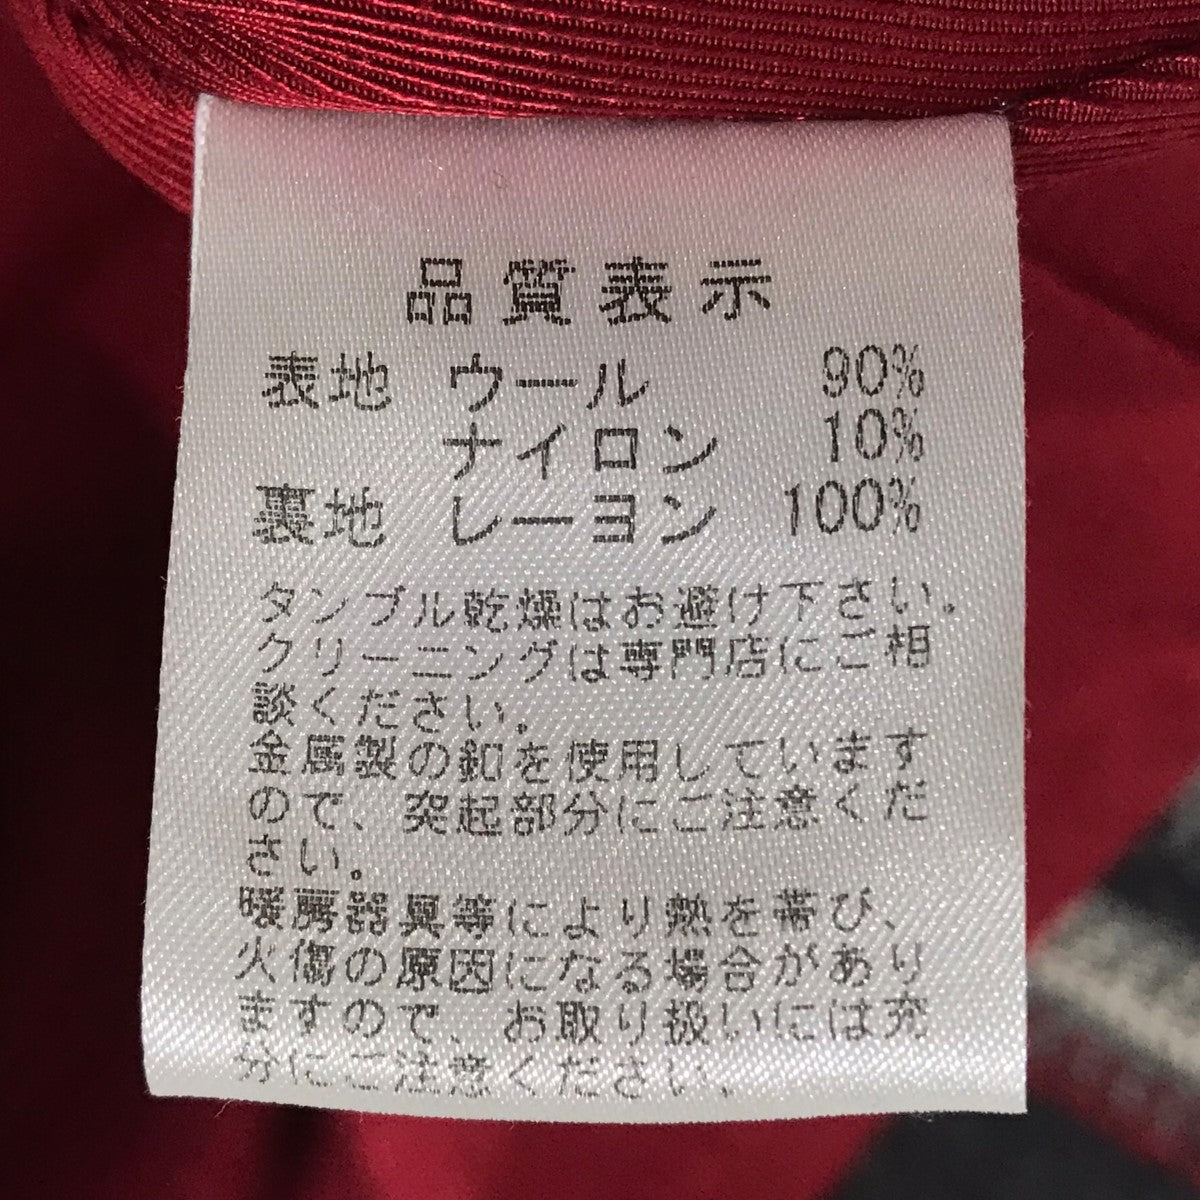 品質表示
表地 ウール 90%
ナイロン 10%
裏地 レーヨン 100%
タンブル乾燥はお避け下さい。
クリーニングは専門店にご相
談ください。
金属製の釦を使用しています
ので、突起部分にご注意くだ
さい。
暖房器具等により熱を帯び、
火傷の原因になる場合があり
ますので、お取り扱いには充
分にご注意ください。